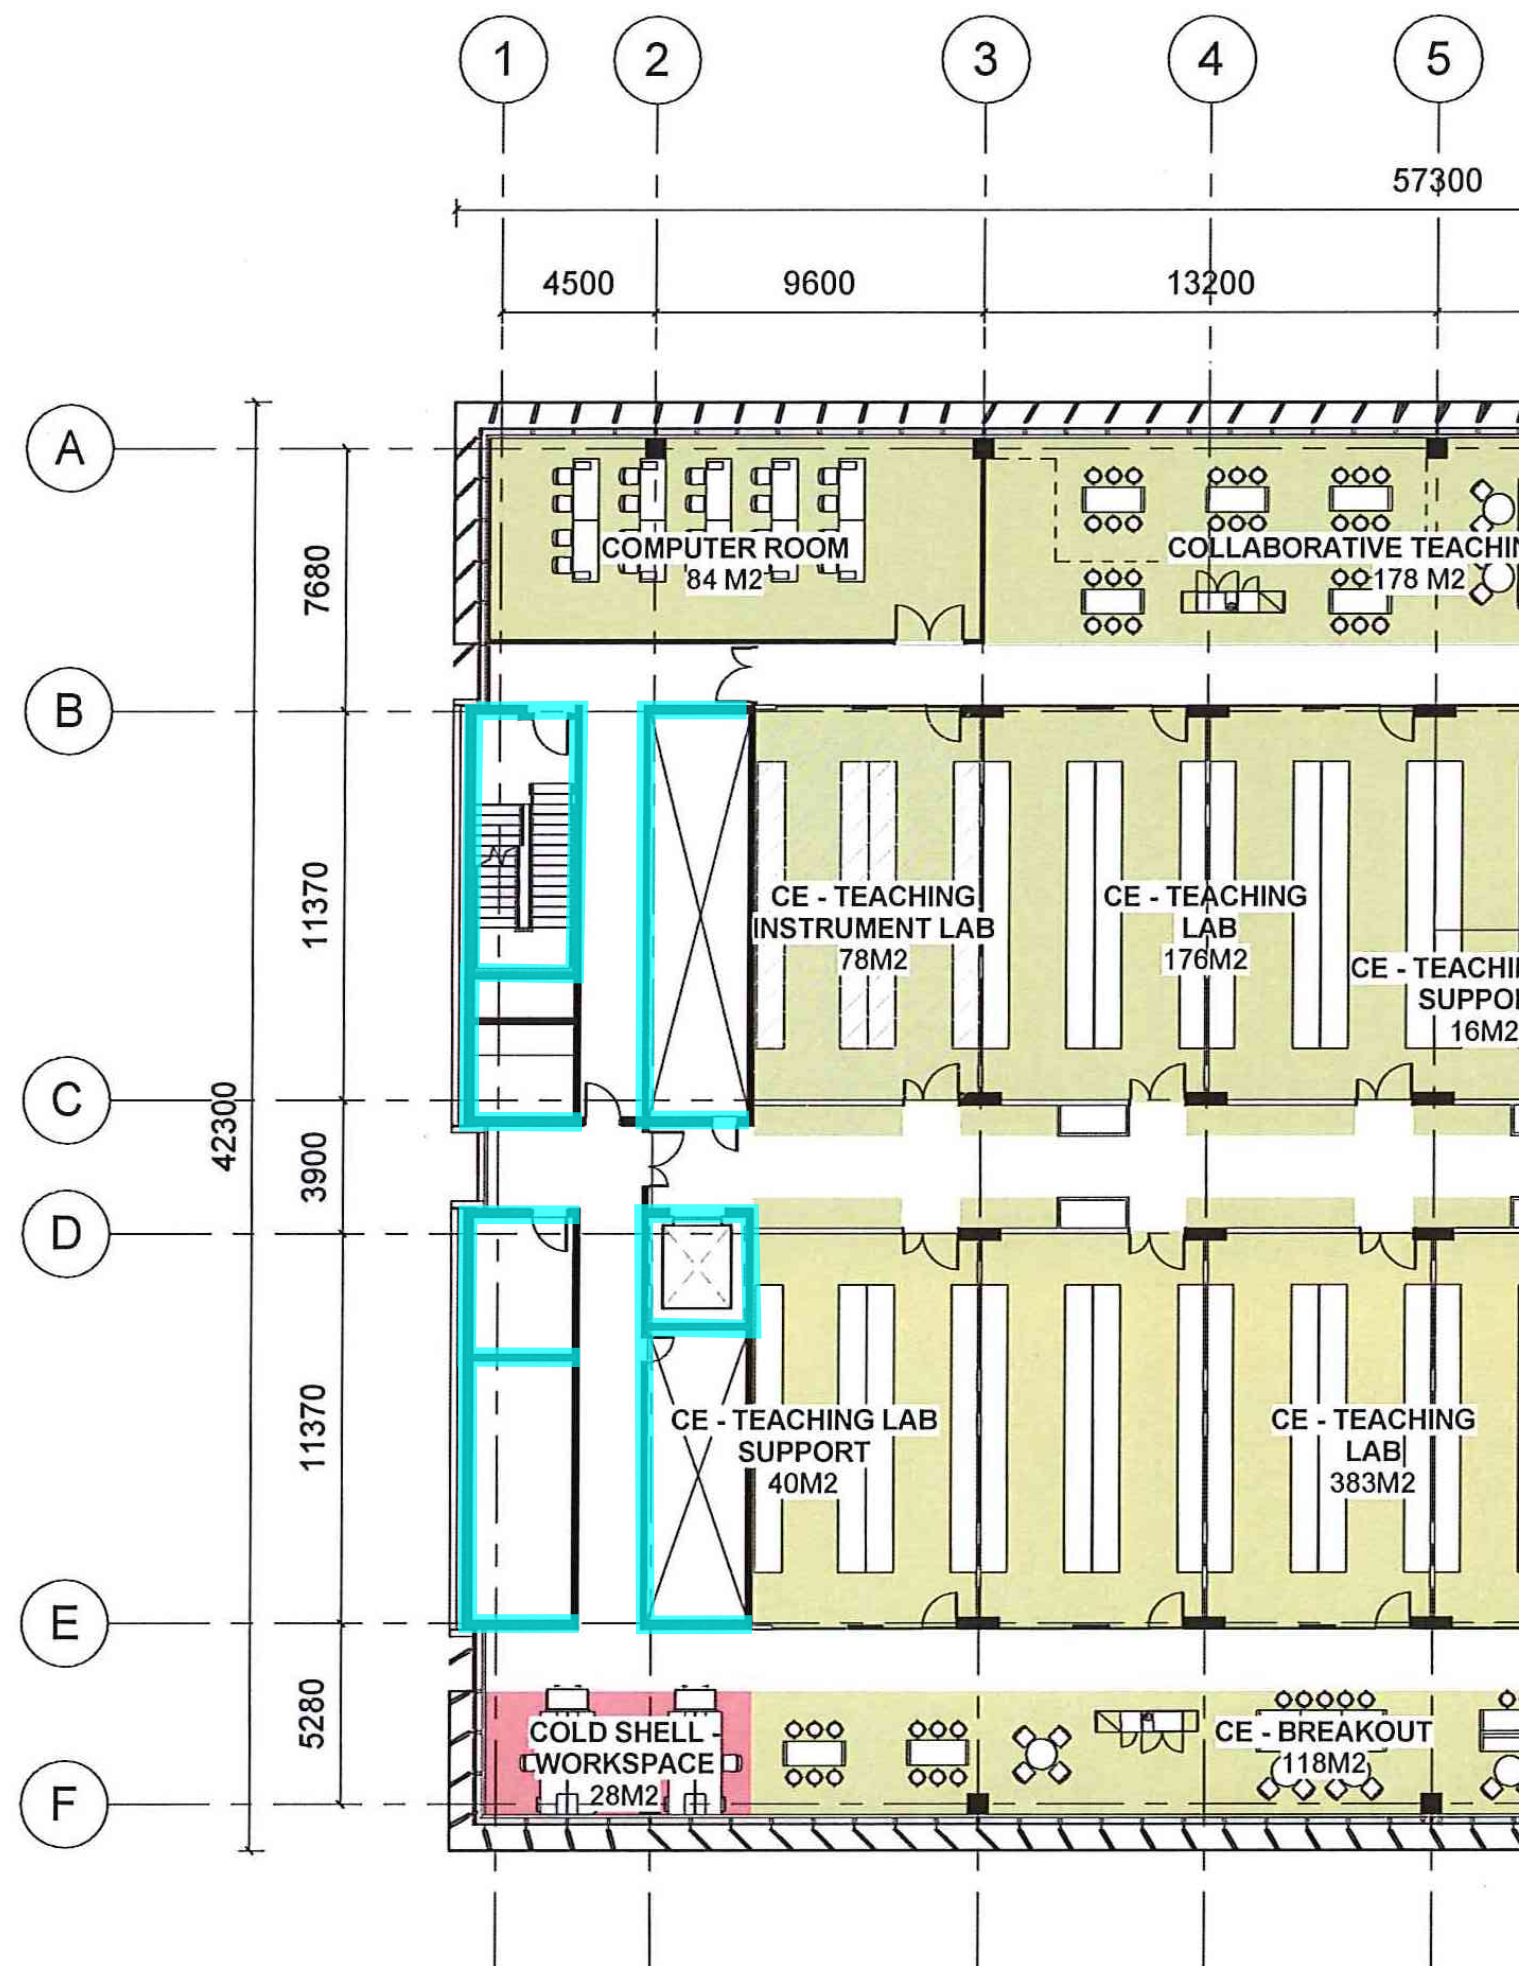 1 2 3 4 5
57300
4500 9600 13200
A
7680
COMPUTER ROOM
84 M2
COLLABORATIVE TEACHIN
178 M2
B
11370
CE - TEACHING
INSTRUMENT LAB
78M2
CE - TEACHING
LAB
176M2
CE - TEACHI
SUPPO
16M2
C
42300
3900
D
11370
CE - TEACHING LAB
SUPPORT
40M2
CE - TEACHING
LAB
383M2
E
5280
COLD SHELL -
WORKSPACE
28M2
CE - BREAKOUT
118M2
F